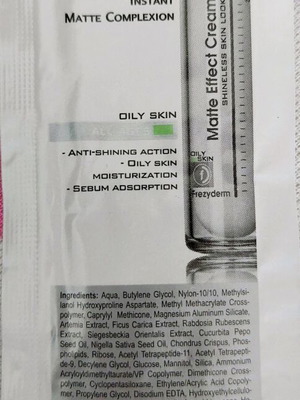 INSTANT
MATTE COMPLEXION
Matte Effect Cream
SHINELESS SKIN LOOK
OILY SKIN
- ANTI-SHINING ACTION
- OILY SKIN
MOISTURIZATION
- SEBUM ADSORPTION
OILY
SKIN
Frezyderm
Ingredients: Aqua, Butylene Glycol, Nylon-10/10, Methylsi-
lanol Hydroxyproline Aspartate, Methyl Methacrylate Cross-
polymer, Caprylyl Methicone, Magnesium Aluminum Silicate,
Artemia Extract, Ficus Carica Extract, Rabdosia Rubescens
Extract, Siegesbeckia Orientalis Extract, Cucurbita Pepo
Seed Oil, Nigella Sativa Seed Oil, Chondrus Crispus, Phos-
pholipids, Ribose, Acetyl Tetrapeptide-11, Acetyl Tetrapepti-
de-9, Decylene Glycol, Glucose, Mannitol, Silica, Ammonium
Acryloyldimethyltaurate/VP Copolymer, Dimethicone Cross-
polymer, Cyclopentasiloxane, Ethylene/Acrylic Acid Copoly-
mer, Propylene Glycol, Disodium EDTA, Hydroxyethylcellulo-